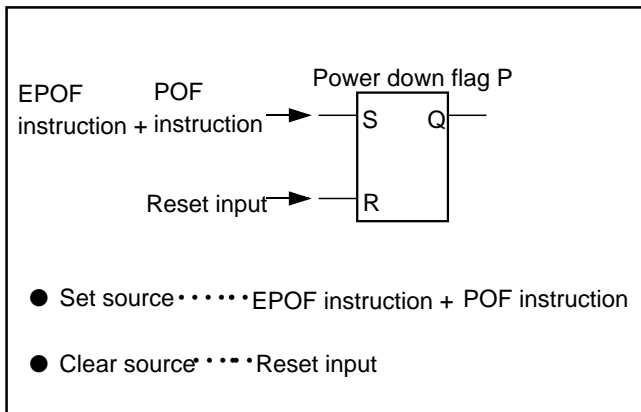 Power down flag P
EPOF instruction + POF instruction
S Q
Reset input
R
● Set source ・・・・・・ EPOF instruction + POF instruction
● Clear source ・・・・・・ Reset input